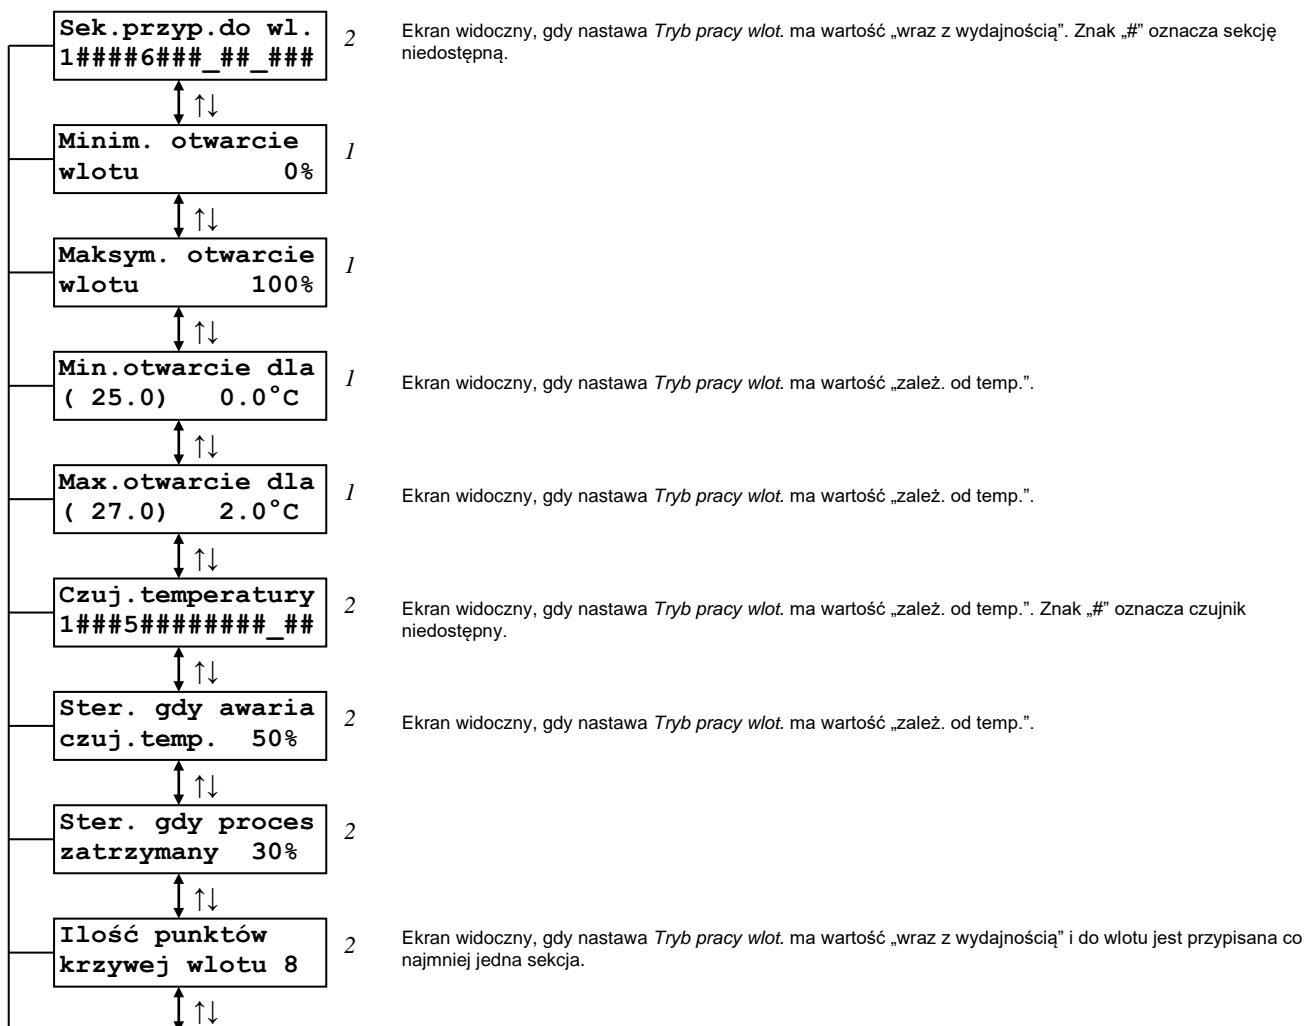 Sek.przyp.do wl.
1####6###_##_###
2
Ekran widoczny, gdy nastawa Tryb pracy wlot. ma wartość „wraz z wydajnością”. Znak „#” oznacza sekcję
niedostępną.
↑↓
Minim. otwarcie
wlotu 0%
1
↑↓
Maksym. otwarcie
wlotu 100%
1
↑↓
Min.otwarcie dla
( 25.0) 0.0°C
1
Ekran widoczny, gdy nastawa Tryb pracy wlot. ma wartość „zależ. od temp.”.
↑↓
Max.otwarcie dla
( 27.0) 2.0°C
1
Ekran widoczny, gdy nastawa Tryb pracy wlot. ma wartość „zależ. od temp.”.
↑↓
Czuj.temperatury
1###5########_##
2
Ekran widoczny, gdy nastawa Tryb pracy wlot. ma wartość „zależ. od temp.”. Znak „#” oznacza czujnik
niedostępny.
↑↓
Ster. gdy awaria
czuj.temp. 50%
2
Ekran widoczny, gdy nastawa Tryb pracy wlot. ma wartość „zależ. od temp.”.
↑↓
Ster. gdy proces
zatrzymany 30%
2
↑↓
Ilość punktów
krzywej wlotu 8
2
Ekran widoczny, gdy nastawa Tryb pracy wlot. ma wartość „wraz z wydajnością” i do wlotu jest przypisana co
najmniej jedna sekcja.
↑↓